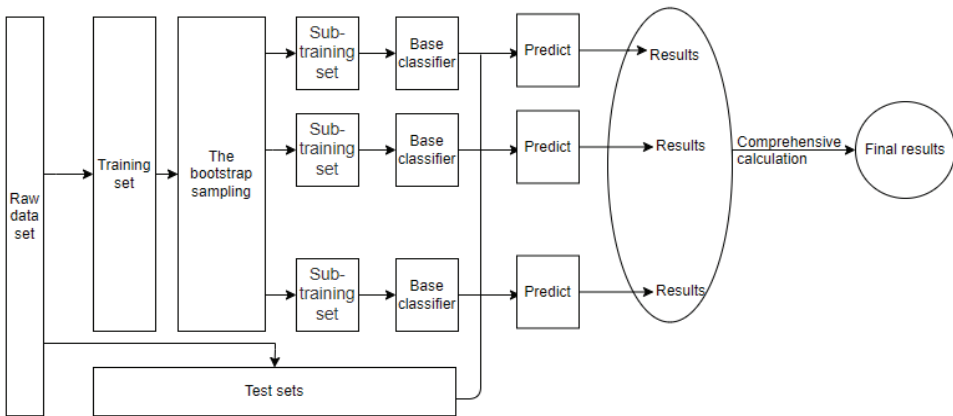 Raw
data
set
Training
set
The
bootstrap
sampling
Sub-
training
set
Base
classifier
Predict
Results
Sub-
training
set
Base
classifier
Predict
Results
Sub-
training
set
Base
classifier
Predict
Results
Comprehensive
calculation
Final results
Test sets